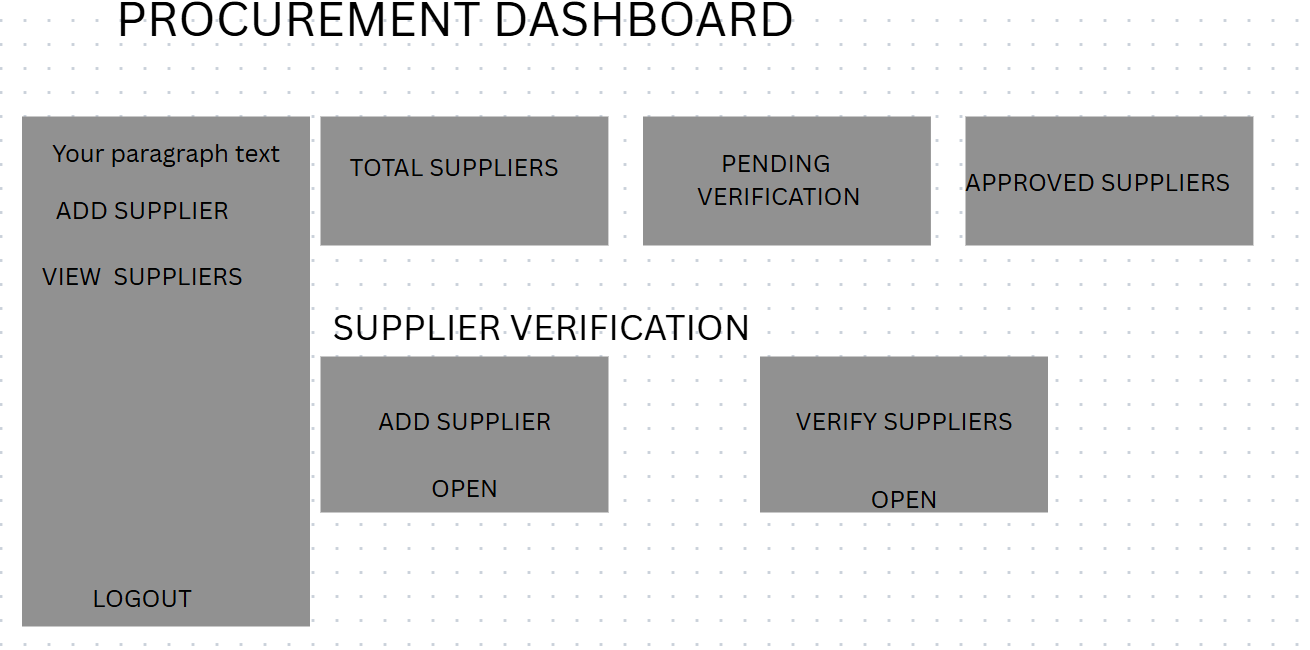 PROCUREMENT DASHBOARD
Your paragraph text
ADD SUPPLIER
VIEW  SUPPLIERS
LOGOUT
TOTAL SUPPLIERS
PENDING
VERIFICATION
APPROVED SUPPLIERS
SUPPLIER VERIFICATION
ADD SUPPLIER
OPEN
VERIFY SUPPLIERS
OPEN